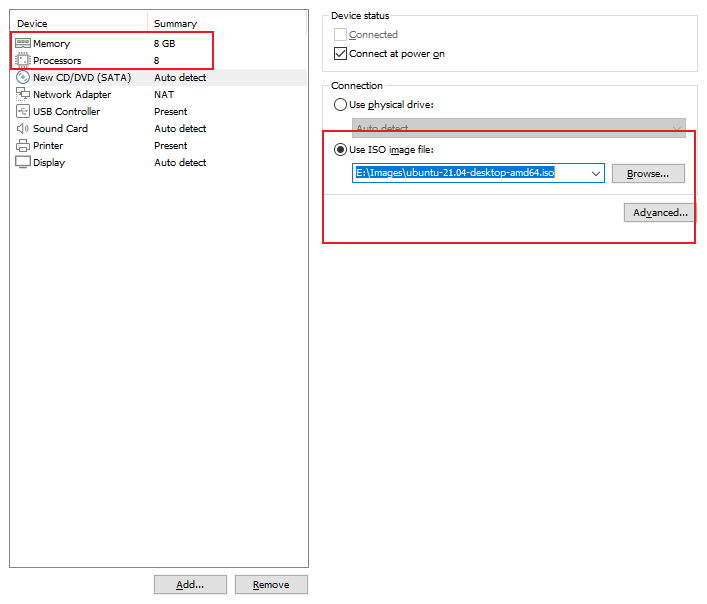 Device Summary
Memory 8 GB
Processors 8
New CD/DVD (SATA) Auto detect
Network Adapter NAT
USB Controller Present
Sound Card Auto detect
Printer Present
Display Auto detect
Add... Remove
Device status
Connected
Connect at power on
Connection
Use physical drive:
Auto detect
Use ISO image file:
E:\Images\ubuntu-21.04-desktop-amd64.iso Browse...
Advanced...